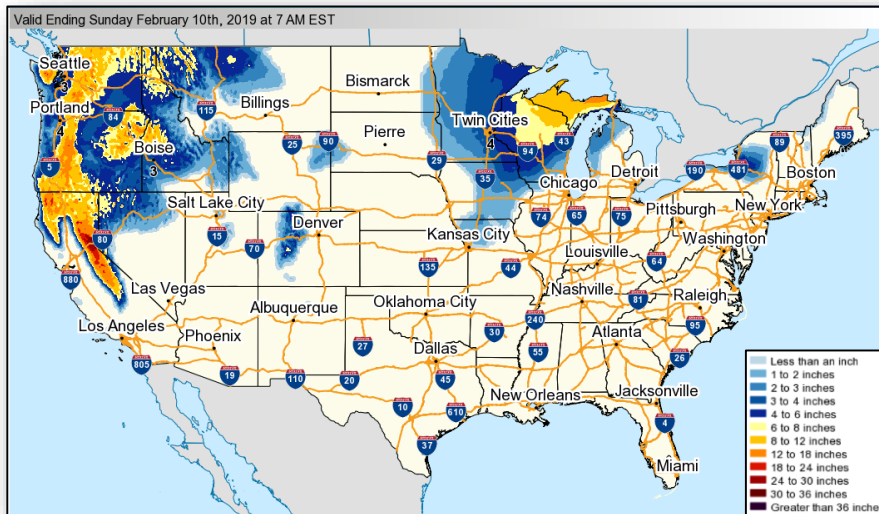 Valid Ending Sunday February 10th, 2019 at 7 AM EST
Seattle
3
Portland
84
4
Boise
3
5
115
Billings
Bismarck
Pierre
25
90
29
Twin Cities
4
94
43
35
Chicago
Detroit
190
481
89
395
Boston
New York
Pittsburgh
Washington
Salt Lake City
80
15
70
Denver
Kansas City
135
44
74
65
75
Louisville
64
880
Las Vegas
Los Angeles
805
Phoenix
19
Albuquerque
110
27
20
Oklahoma City
30
240
Nashville
81
Raleigh
95
Atlanta
26
55
Dallas
45
10
610
37
New Orleans
Jacksonville
4
Miami
Less than an inch
1 to 2 inches
2 to 3 inches
3 to 4 inches
4 to 6 inches
6 to 8 inches
8 to 12 inches
12 to 18 inches
18 to 24 inches
24 to 30 inches
30 to 36 inches
Greater than 36 inche